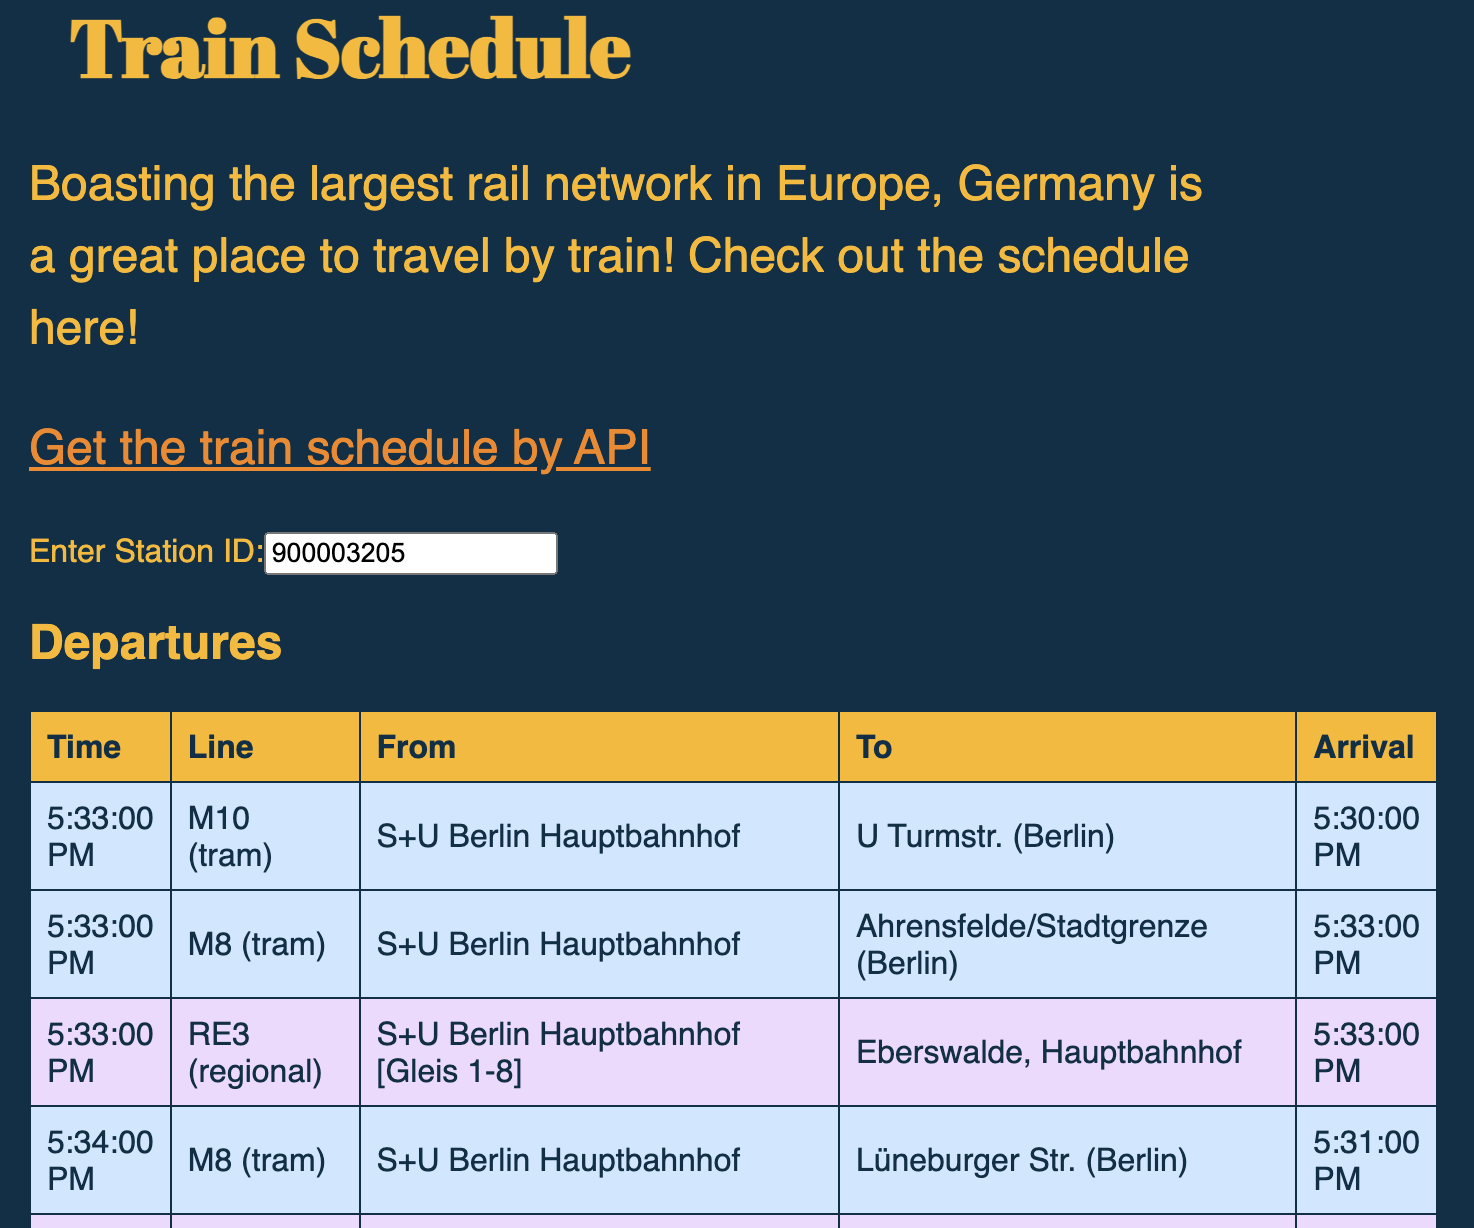 Train Schedule
Boasting the largest rail network in Europe, Germany is
a great place to travel by train! Check out the schedule
here!
Get the train schedule by API
Enter Station ID: 900003205
Departures
Time Line From To Arrival
5:33:00 PM M10 (tram) S+U Berlin Hauptbahnhof U Turmstr. (Berlin) 5:30:00 PM
5:33:00 PM M8 (tram) S+U Berlin Hauptbahnhof Ahrensfelde/Stadtgrenze (Berlin) 5:33:00 PM
5:33:00 PM RE3 (regional) S+U Berlin Hauptbahnhof [Gleis 1-8] Eberswalde, Hauptbahnhof 5:33:00 PM
5:34:00 PM M8 (tram) S+U Berlin Hauptbahnhof Lüneburger Str. (Berlin) 5:31:00 PM